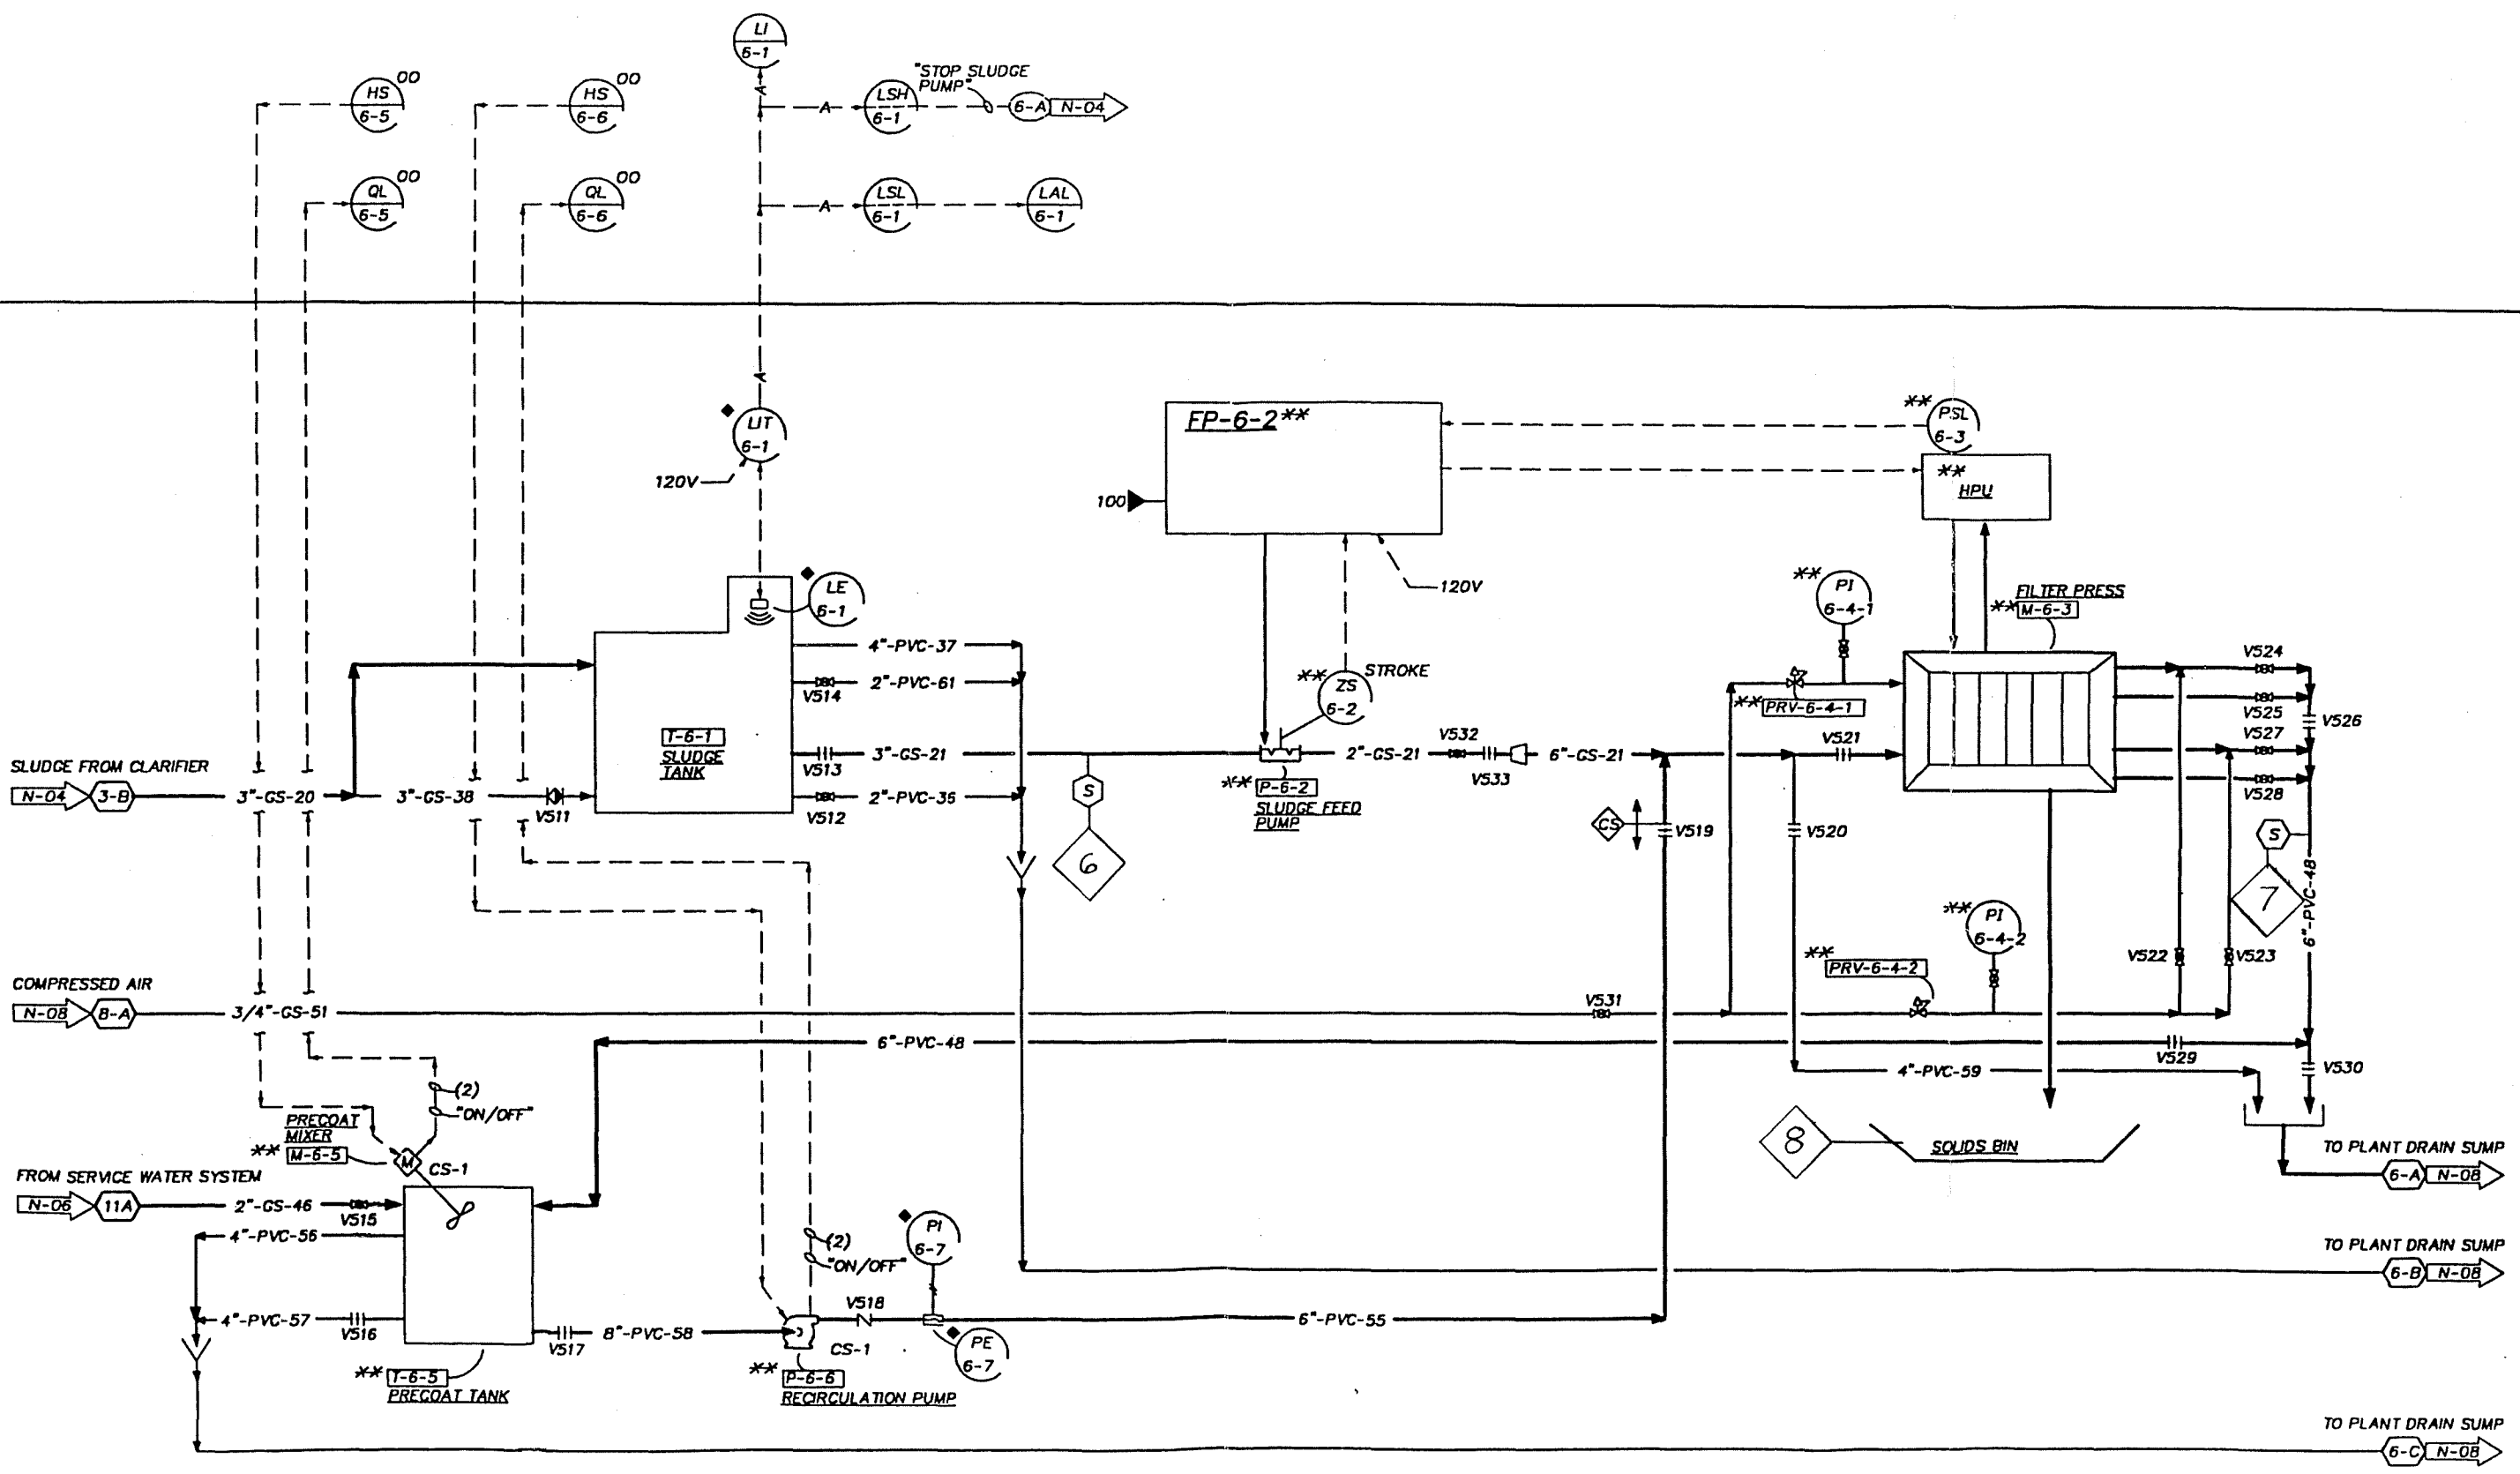 LI
6-1
HS
6-5
OO
HS
6-6
OO
A
A
LSH
6-1
"STOP SLUDGE
PUMP"
6-A
N-04
QL
6-5
OO
QL
6-6
OO
A
LSL
6-1
LAL
6-1
A
LIT
6-1
120V
FP-6-2**
100
120V
**
PSL
6-3
**
HPU
LE
6-1
**
PI
6-4-1
FILTER PRESS
**
M-6-3
4"-PVC-37
V514
2"-PVC-61
**
ZS
6-2
STROKE
**
PRV-6-4-1
V524
V525
V526
V527
V528
T-6-1
SLUDGE
TANK
V513
3"-GS-21
2"-GS-21
V532
V533
6"-GS-21
V521
SLUDGE FROM CLARIFIER
N-04
3-B
3"-GS-20
3"-GS-38
V511
V512
2"-PVC-36
S
6
**
P-6-2
SLUDGE FEED
PUMP
CS
V519
V520
S
7
6"-PVC-48
**
PI
6-4-2
**
PRV-6-4-2
V522
V523
COMPRESSED AIR
N-08
8-A
3/4"-GS-51
V531
6"-PVC-48
V529
4"-PVC-59
V530
(2)
"ON/OFF"
PRECOAT
MIXER
**
M-6-5
M
CS-1
8
SOLIDS BIN
TO PLANT DRAIN SUMP
6-A
N-08
FROM SERVICE WATER SYSTEM
N-06
11A
2"-GS-46
V515
4"-PVC-56
(2)
"ON/OFF"
PI
6-7
TO PLANT DRAIN SUMP
6-B
N-08
4"-PVC-57
V516
V517
8"-PVC-58
V518
6"-PVC-55
CS-1
PE
6-7
**
T-6-5
PRECOAT TANK
**
P-6-6
RECIRCULATION PUMP
TO PLANT DRAIN SUMP
6-C
N-08